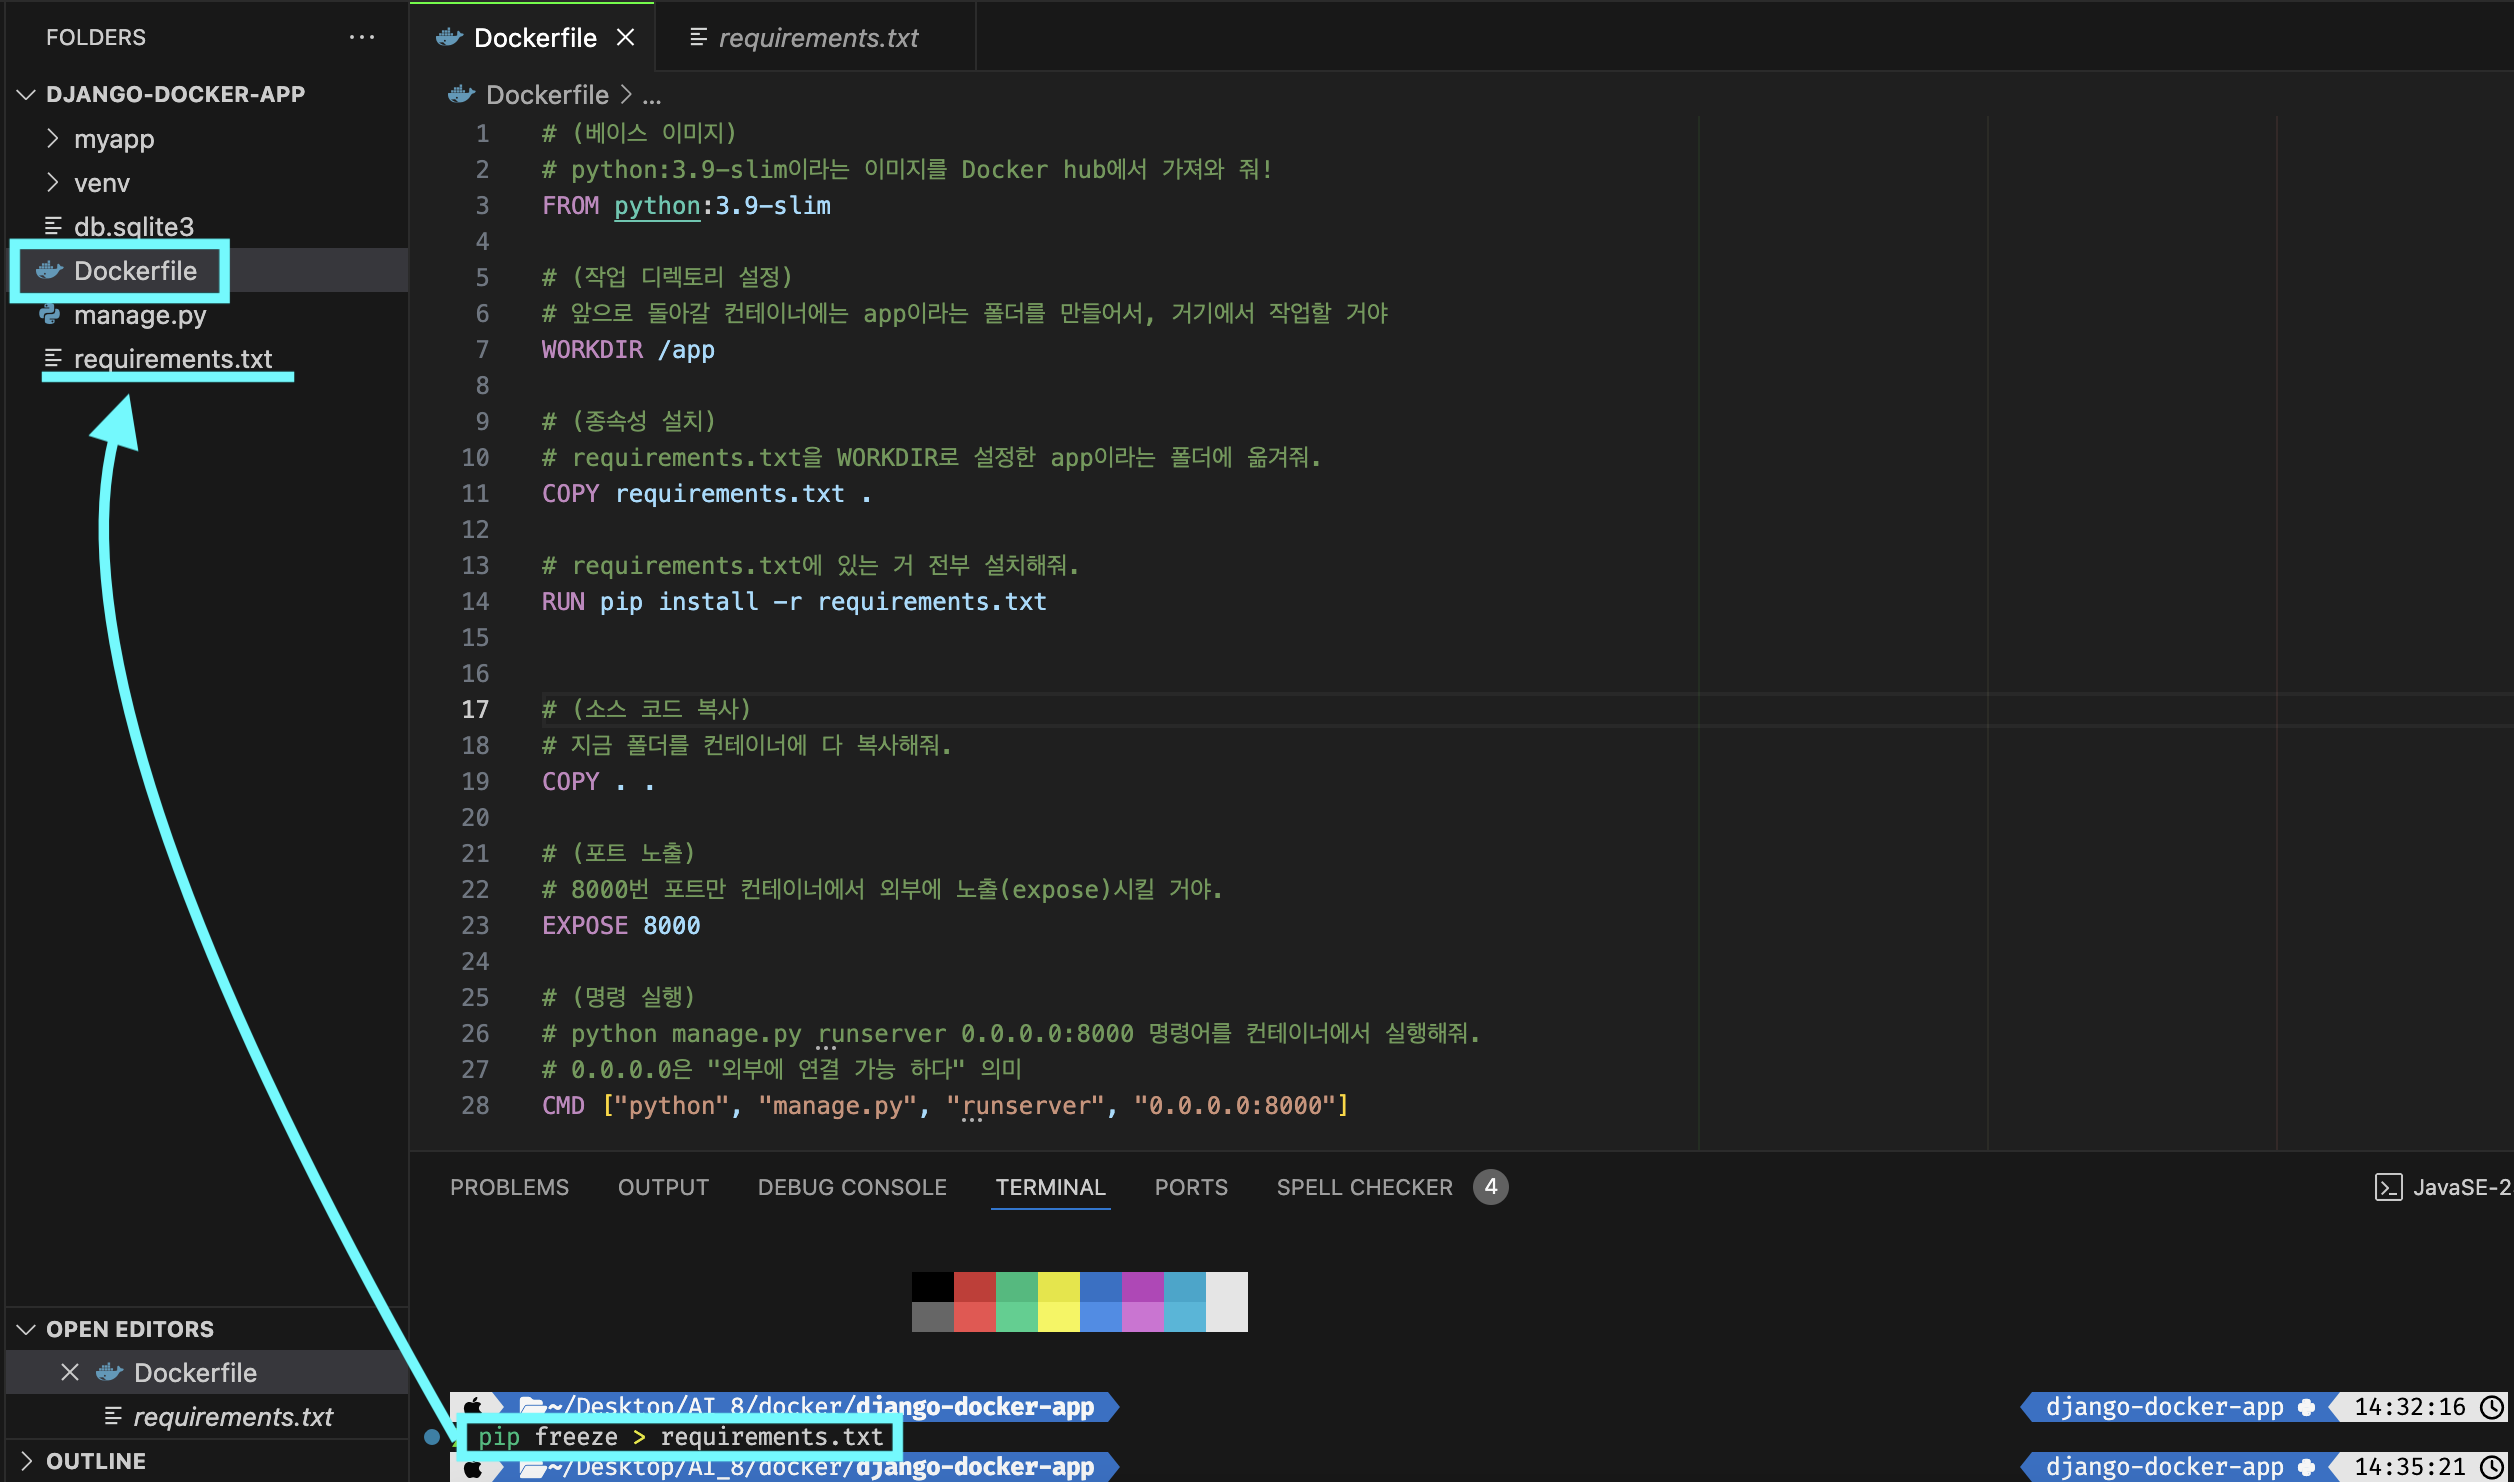 FOLDERS
DJANGO-DOCKER-APP
myapp
venv
db.sqlite3
Dockerfile
manage.py
requirements.txt
OPEN EDITORS
Dockerfile
requirements.txt
OUTLINE
Dockerfile requirements.txt
Dockerfile > ...
1 # (베이스 이미지)
2 # python:3.9-slim이라는 이미지를 Docker hub에서 가져와 줘!
3 FROM python:3.9-slim
4
5 # (작업 디렉토리 설정)
6 # 앞으로 돌아갈 컨테이너에는 app이라는 폴더를 만들어서, 거기에서 작업할 거야
7 WORKDIR /app
8
9 # (종속성 설치)
10 # requirements.txt을 WORKDIR로 설정한 app이라는 폴더에 옮겨줘.
11 COPY requirements.txt .
12
13 # requirements.txt에 있는 거 전부 설치해줘.
14 RUN pip install -r requirements.txt
15
16
17 # (소스 코드 복사)
18 # 지금 폴더를 컨테이너에 다 복사해줘.
19 COPY . .
20
21 # (포트 노출)
22 # 8000번 포트만 컨테이너에서 외부에 노출(expose)시킬 거야.
23 EXPOSE 8000
24
25 # (명령 실행)
26 # python manage.py runserver 0.0.0.0:8000 명령어를 컨테이너에서 실행해줘.
27 # 0.0.0.0은 "외부에 연결 가능 하다" 의미
28 CMD ["python", "manage.py", "runserver", "0.0.0.0:8000"]
PROBLEMS OUTPUT DEBUG CONSOLE TERMINAL PORTS SPELL CHECKER 4 JavaSE-2
~/Desktop/AI_8/docker/django-docker-app django-docker-app 14:32:16
pip freeze > requirements.txt
~/Desktop/AI_8/docker/django-docker-app django-docker-app 14:35:21